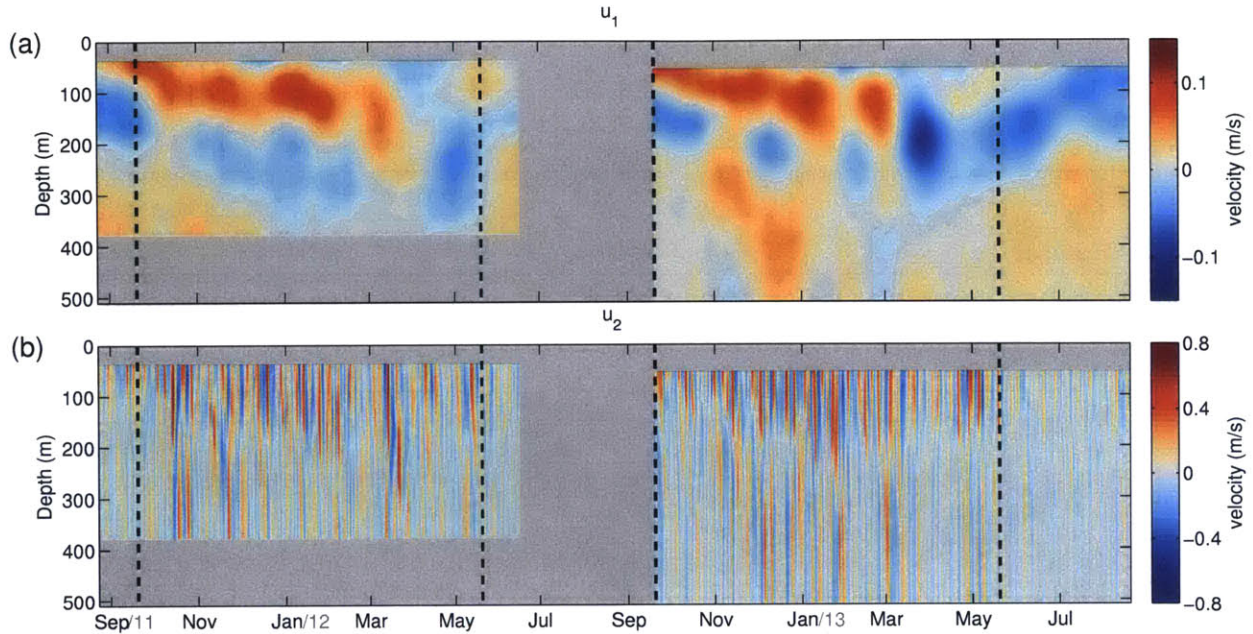 u1
(a)
0
100
200
300
400
500
Depth (m)
0.1
0
−0.1
velocity (m/s)
u2
(b)
0
100
200
300
400
500
Depth (m)
Sep/11 Nov Jan/12 Mar May Jul Sep Nov Jan/13 Mar May Jul
0.8
0.4
0
−0.4
−0.8
velocity (m/s)